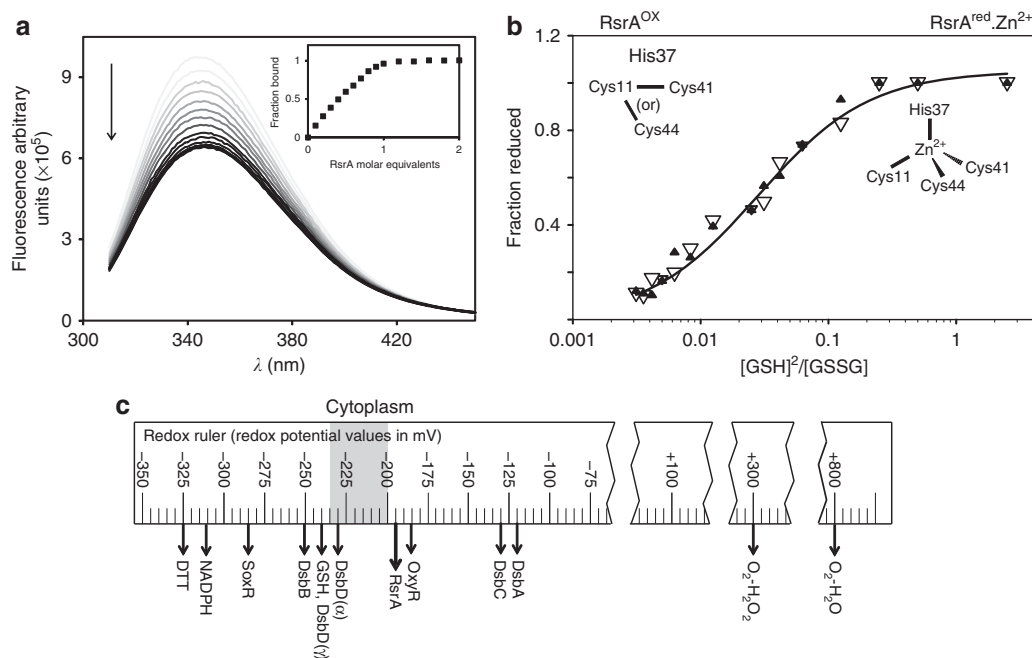 a
Fluorescence arbitrary
units (×10⁵)
9
6
3
0
300
340
380
420
λ (nm)
Fraction bound
1
0.5
0
0
1
2
RsrA molar equivalents
b
RsrA^OX
RsrA^red.Zn²⁺
Fraction reduced
1.2
0.8
0.4
0.001
0.01
0.1
1
[GSH]²/[GSSG]
His37
Cys11
Cys41
(or)
Cys44
His37
Zn²⁺
Cys11
Cys44
Cys41
c
Cytoplasm
Redox ruler (redox potential values in mV)
−350
−325
−300
−275
−250
−225
−200
−175
−150
−125
−100
−75
+100
+300
+800
DTT
NADPH
SoxR
DsbB
GSH, DsbD(γ)
DsbD(α)
RsrA
OxyR
DsbC
DsbA
O₂-H₂O₂
O₂-H₂O